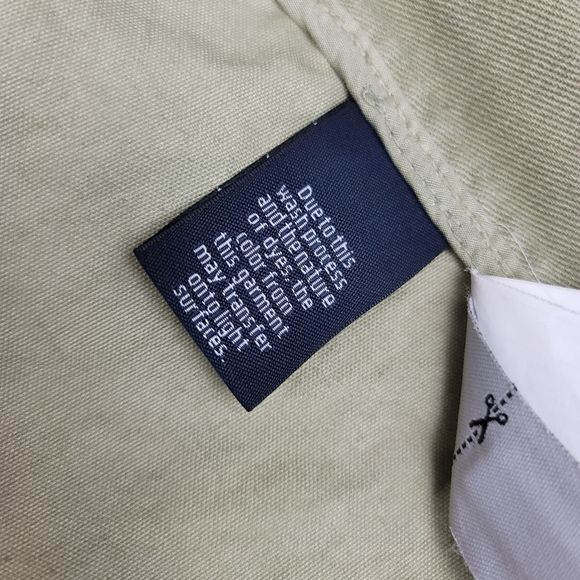 Due to this
wash process
and the nature
of dyes, the
color from
this garment
may transfer
onto light
surfaces.